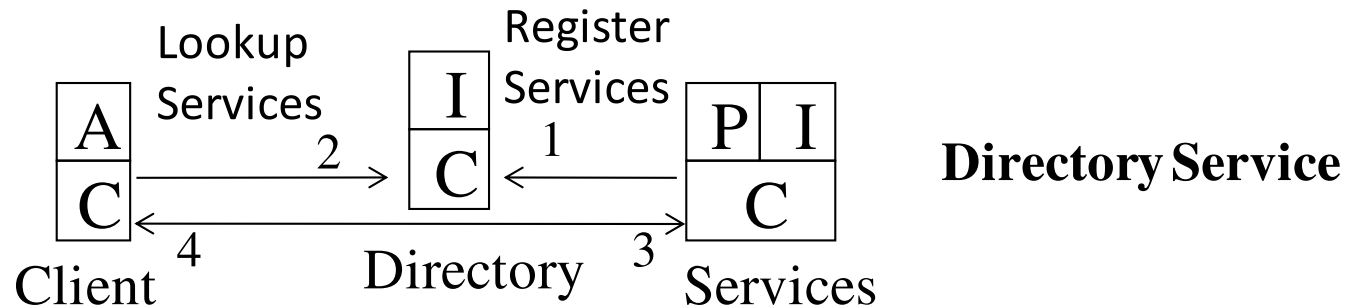 Lookup
Services
Register
Services
A
C
2
I
C
1
P I
C
Directory Service
4
3
Client
Directory
Services